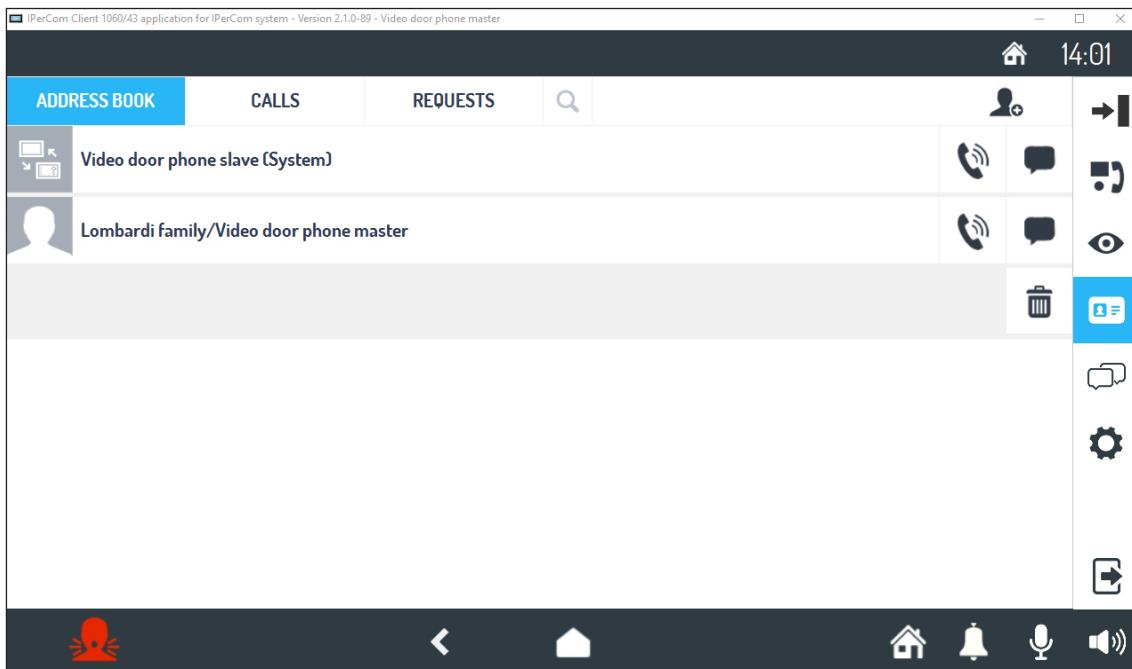 IPerCom Client 1060/43 application for IPerCom system - Version 2.1.0-89 - Video door phone master
14:01
ADDRESS BOOK CALLS REQUESTS
Video door phone slave (System)
Lombardi family/Video door phone master